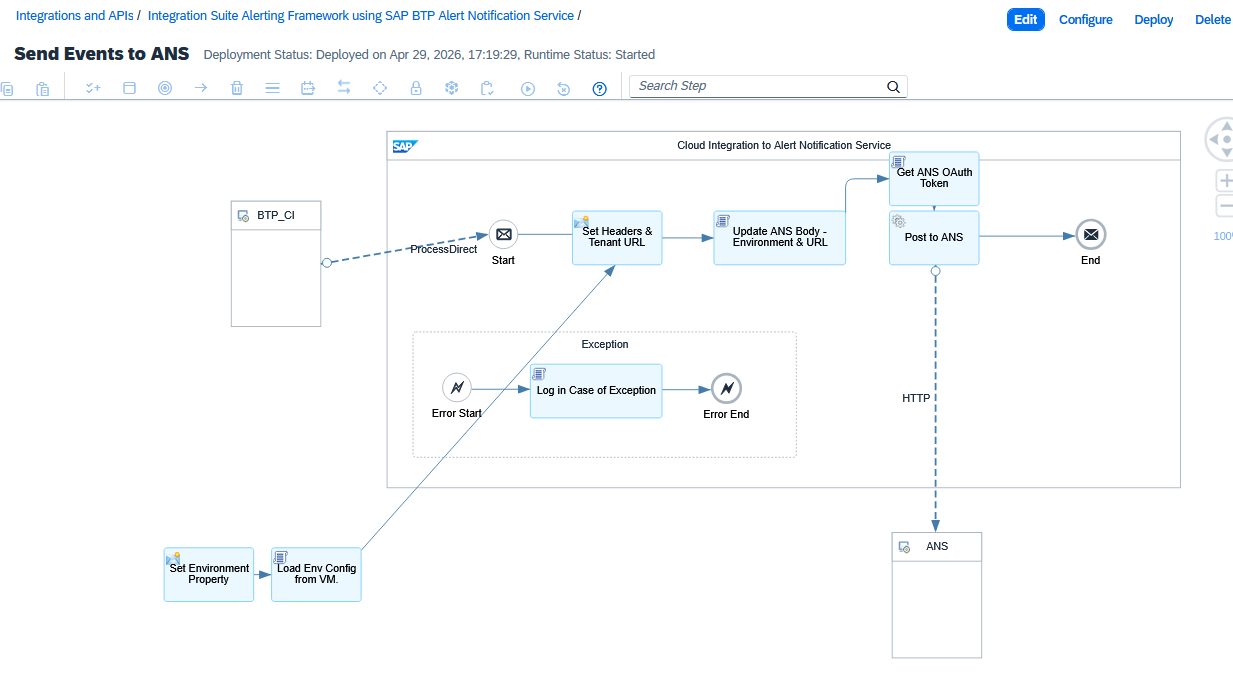 Integrations and APIs / Integration Suite Alerting Framework using SAP BTP Alert Notification Service /
Edit Configure Deploy Delete
Send Events to ANS Deployment Status: Deployed on Apr 29, 2026, 17:19:29, Runtime Status: Started
Search Step
SAP
Cloud Integration to Alert Notification Service
BTP_CI
ProcessDirect
Start
Set Headers &
Tenant URL
Update ANS Body -
Environment & URL
Get ANS OAuth
Token
Post to ANS
End
100%
Exception
Error Start
Log in Case of Exception
Error End
HTTP
ANS
Set Environment
Property
Load Env Config
from VM.